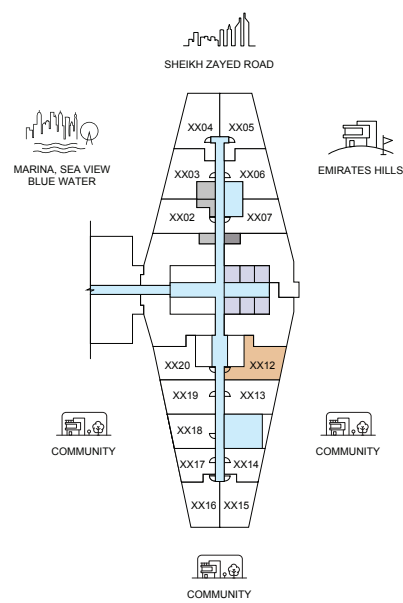 SHEIKH ZAYED ROAD
XX04
XX05
MARINA, SEA VIEW
BLUE WATER
EMIRATES HILLS
XX03
XX06
XX02
XX07
XX20
XX12
XX19
XX13
XX18
COMMUNITY
COMMUNITY
XX17
XX14
XX16
XX15
COMMUNITY